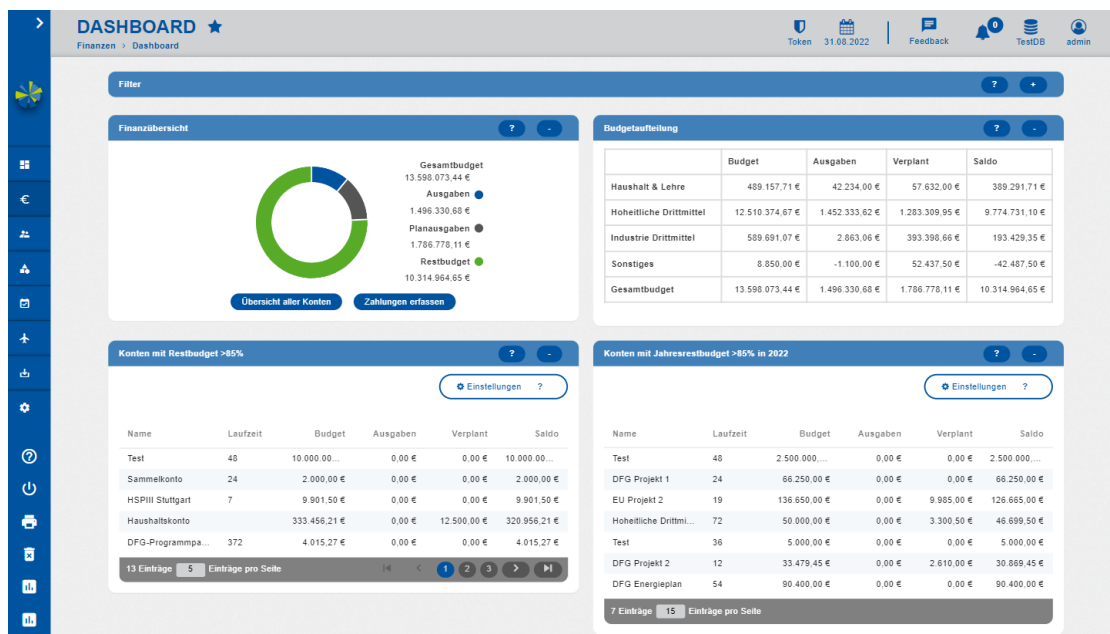 DASHBOARD
Finanzen > Dashboard
Token
31.08.2022
Feedback
0
TestDB
admin
Filter
? +
Finanzübersicht
? -
Gesamtbudget
13.598.073,44 €
Ausgaben
1.496.330,68 €
Planausgaben
1.786.778,11 €
Restbudget
10.314.964,65 €
Übersicht aller Konten Zahlungen erfassen
Budgetaufteilung
? -
Budget Ausgaben Verplant Saldo
Haushalt & Lehre 489.157,71 € 42.234,00 € 57.632,00 € 389.291,71 €
Hoheitliche Drittmittel 12.510.374,67 € 1.452.333,62 € 1.283.309,95 € 9.774.731,10 €
Industrie Drittmittel 589.691,07 € 2.863,06 € 393.398,66 € 193.429,35 €
Sonstiges 8.850,00 € -1.100,00 € 52.437,50 € -42.487,50 €
Gesamtbudget 13.598.073,44 € 1.496.330,68 € 1.786.778,11 € 10.314.964,65 €
Konten mit Restbudget >85%
? -
Einstellungen ?
Name Laufzeit Budget Ausgaben Verplant Saldo
Test 48 10.000.00... 0,00 € 0,00 € 10.000.00...
Sammelkonto 24 2.000,00 € 0,00 € 0,00 € 2.000,00 €
HSPIII Stuttgart 7 9.901,50 € 0,00 € 0,00 € 9.901,50 €
Haushaltskonto 333.456,21 € 0,00 € 12.500,00 € 320.956,21 €
DFG-Programmpa... 372 4.015,27 € 0,00 € 0,00 € 4.015,27 €
13 Einträge 5 Einträge pro Seite 1 2 3
Konten mit Jahresrestbudget >85% in 2022
? -
Einstellungen ?
Name Laufzeit Budget Ausgaben Verplant Saldo
Test 48 2.500.000,... 0,00 € 0,00 € 2.500.000,...
DFG Projekt 1 24 66.250,00 € 0,00 € 0,00 € 66.250,00 €
EU Projekt 2 19 136.650,00 € 0,00 € 9.985,00 € 126.665,00 €
Hoheitliche Drittmi... 72 50.000,00 € 0,00 € 3.300,50 € 46.699,50 €
Test 36 5.000,00 € 0,00 € 0,00 € 5.000,00 €
DFG Projekt 2 12 33.479,45 € 0,00 € 2.610,00 € 30.869,45 €
DFG Energieplan 54 90.400,00 € 0,00 € 0,00 € 90.400,00 €
7 Einträge 15 Einträge pro Seite